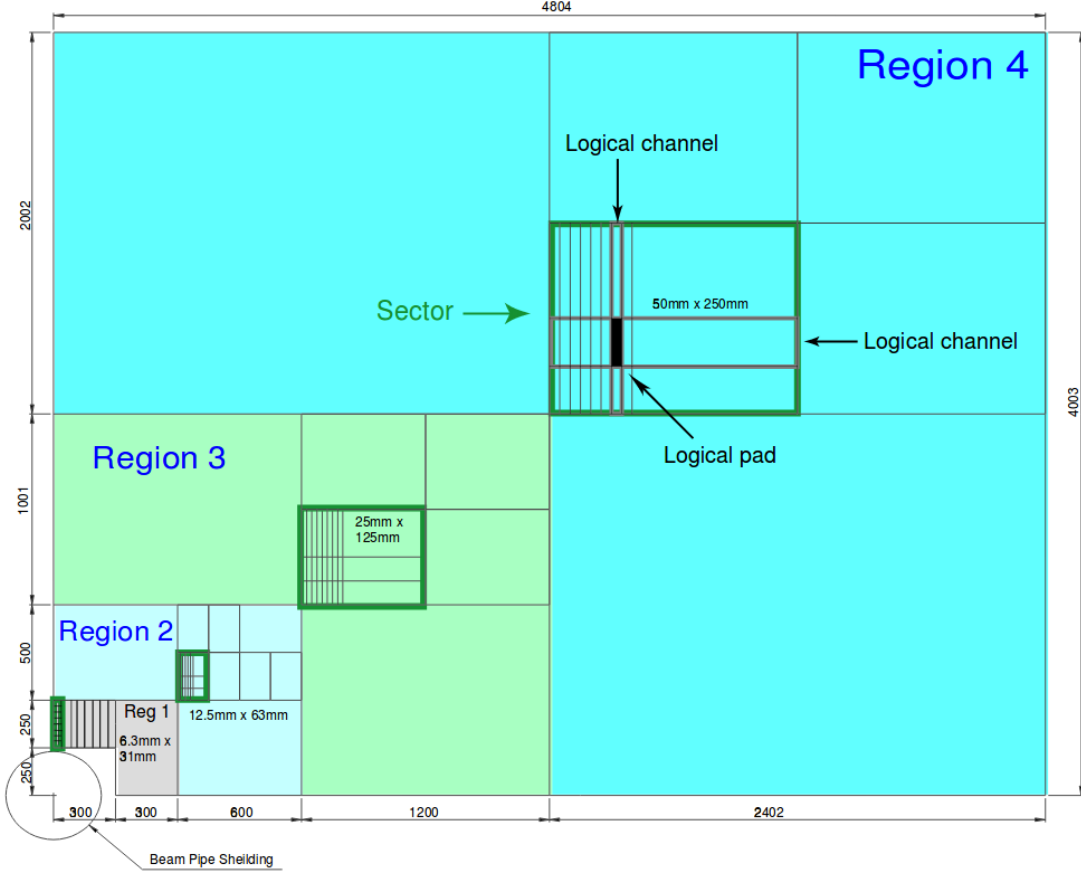 4804
Region 4
Logical channel
2002
50mm x 250mm
Sector
Logical channel
4003
Logical pad
Region 3
1001
25mm x
125mm
Region 2
500
Reg 1
12.5mm x 63mm
250
6.3mm x
31mm
250
300
300
600
1200
2402
Beam Pipe Sheilding